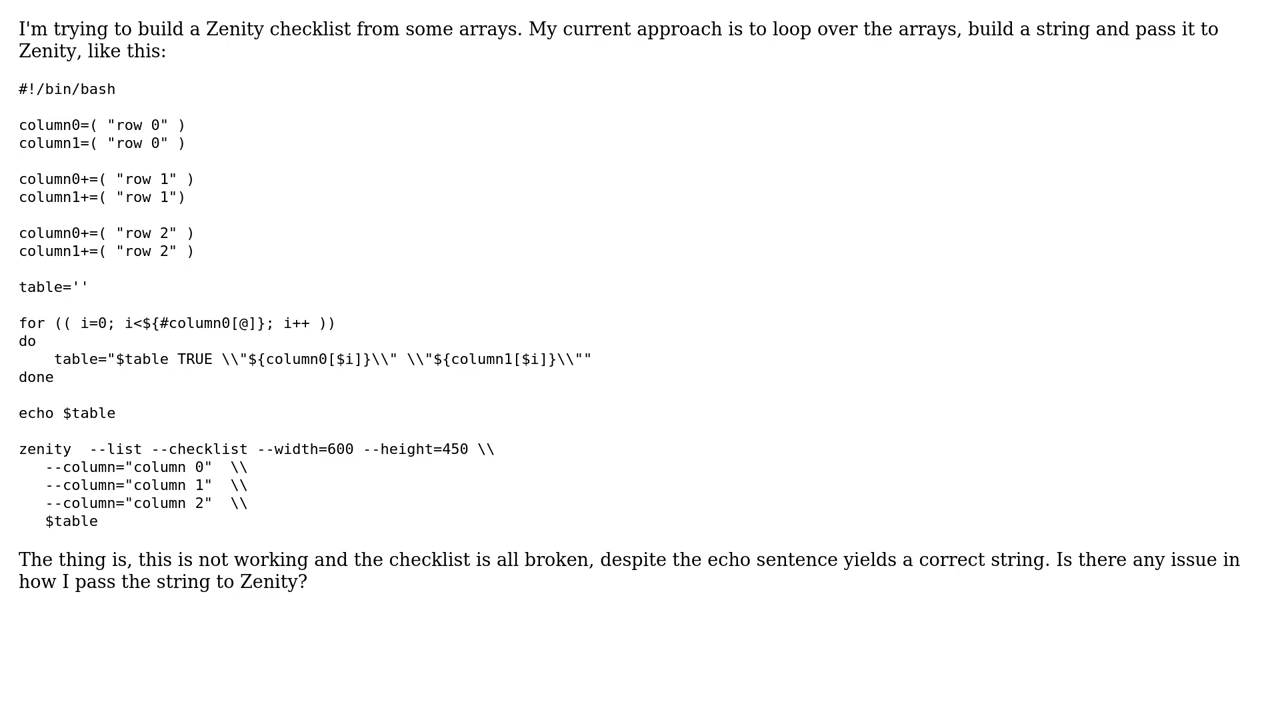 I'm trying to build a Zenity checklist from some arrays. My current approach is to loop over the arrays, build a string and pass it to
Zenity, like this:
#!/bin/bash
column0=( "row 0" )
column1=( "row 0" )
column0+=( "row 1" )
column1+=( "row 1")
column0+=( "row 2" )
column1+=( "row 2" )
table=''
for (( i=0; i<${#column0[@]}; i++ ))
do
    table="$table TRUE \\"${column0[$i]}\\" \\"${column1[$i]}\\""
done
echo $table
zenity  --list --checklist --width=600 --height=450 \\
   --column="column 0"  \\
   --column="column 1"  \\
   --column="column 2"  \\
   $table
The thing is, this is not working and the checklist is all broken, despite the echo sentence yields a correct string. Is there any issue in
how I pass the string to Zenity?